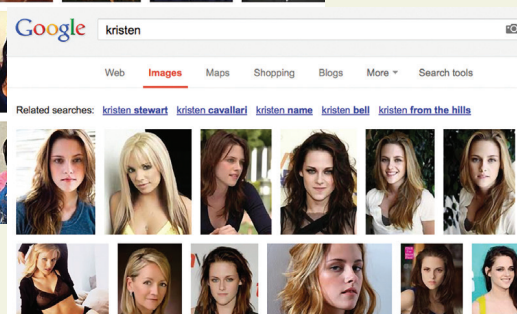 Google kristen
Web Images Maps Shopping Blogs More Search tools
Related searches: kristen stewart kristen cavallari kristen name kristen bell kristen from the hills